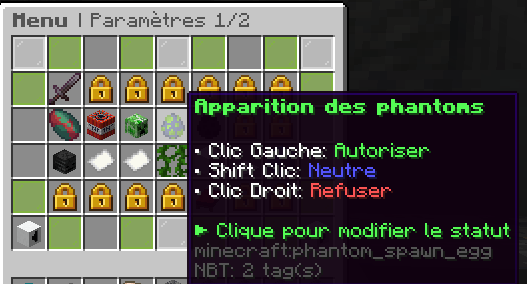 Menu | Paramètres 1/2
Apparition des phantoms
• Clic Gauche: Autoriser
• Shift Clic: Neutre
• Clic Droit: Refuser
► Clique pour modifier le statut
minecraft:phantom_spawn_egg
NBT: 2 tag(s)